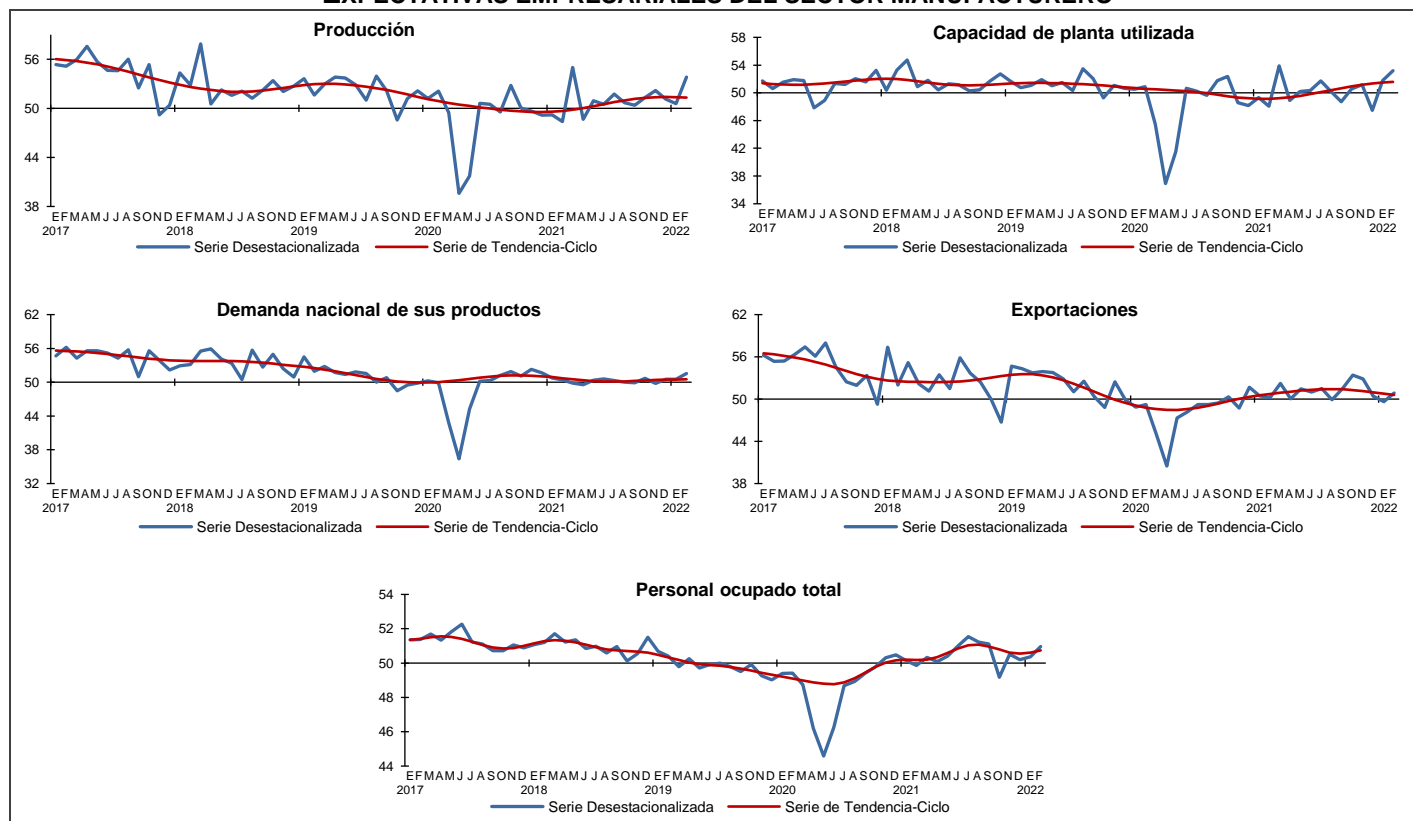 EXPECTATIVAS EMPRESARIALES DEL SECTOR MANUFACTURERO
Producción
56
50
44
38
E F M A M J J A S O N D E F M A M J J A S O N D E F M A M J J A S O N D E F M A M J J A S O N D E F M A M J J A S O N D E F
2017 2018 2019 2020 2021 2022
Serie Desestacionalizada Serie de Tendencia-Ciclo
Capacidad de planta utilizada
58
54
50
46
42
38
34
E F M A M J J A S O N D E F M A M J J A S O N D E F M A M J J A S O N D E F M A M J J A S O N D E F M A M J J A S O N D E F
2017 2018 2019 2020 2021 2022
Serie Desestacionalizada Serie de Tendencia-Ciclo
Demanda nacional de sus productos
62
56
50
44
38
32
E F M A M J J A S O N D E F M A M J J A S O N D E F M A M J J A S O N D E F M A M J J A S O N D E F M A M J J A S O N D E F
2017 2018 2019 2020 2021 2022
Serie Desestacionalizada Serie de Tendencia-Ciclo
Exportaciones
62
56
50
44
38
E F M A M J J A S O N D E F M A M J J A S O N D E F M A M J J A S O N D E F M A M J J A S O N D E F M A M J J A S O N D E F
2017 2018 2019 2020 2021 2022
Serie Desestacionalizada Serie de Tendencia-Ciclo
Personal ocupado total
54
52
50
48
46
44
E F M A M J J A S O N D E F M A M J J A S O N D E F M A M J J A S O N D E F M A M J J A S O N D E F M A M J J A S O N D E F
2017 2018 2019 2020 2021 2022
Serie Desestacionalizada Serie de Tendencia-Ciclo